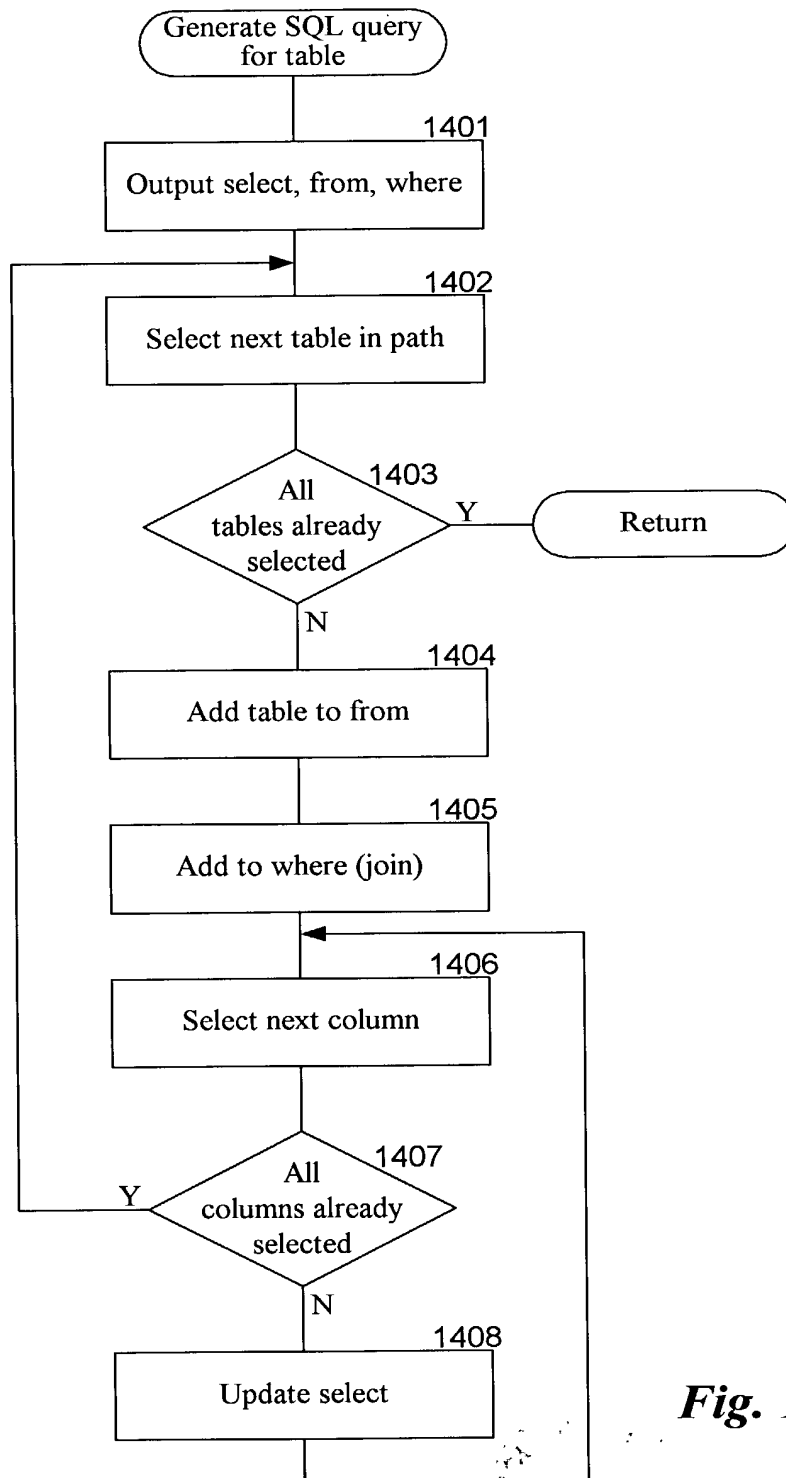 Generate SQL query
for table
1401
Output select, from, where
1402
Select next table in path
1403
All
tables already
selected
Y
Return
N
1404
Add table to from
1405
Add to where (join)
1406
Select next column
1407
All
columns already
selected
Y
N
1408
Update select
Fig.